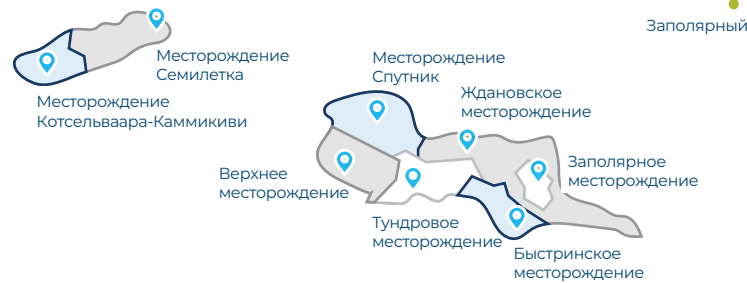 Заполярный
Месторождение
Семилетка
Месторождение
Котсельваара-Каммикиви
Месторождение
Спутник
Ждановское
месторождение
Верхнее
месторождение
Заполярное
месторождение
Тундровое
месторождение
Быстринское
месторождение